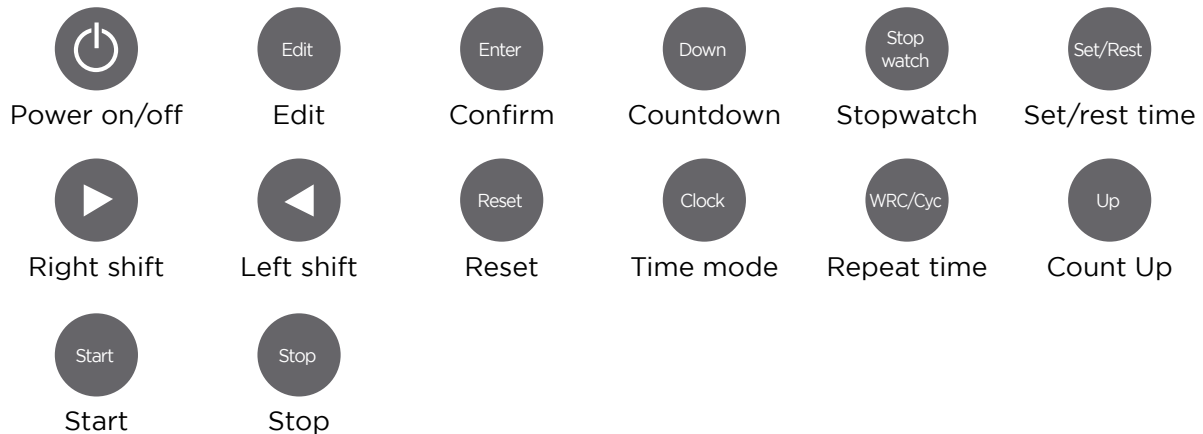 Edit
Enter
Down
Stop
watch
Set/Rest
Power on/off
Edit
Confirm
Countdown
Stopwatch
Set/rest time
Reset
Clock
WRC/Cyc
Up
Right shift
Left shift
Reset
Time mode
Repeat time
Count Up
Start
Stop
Start
Stop